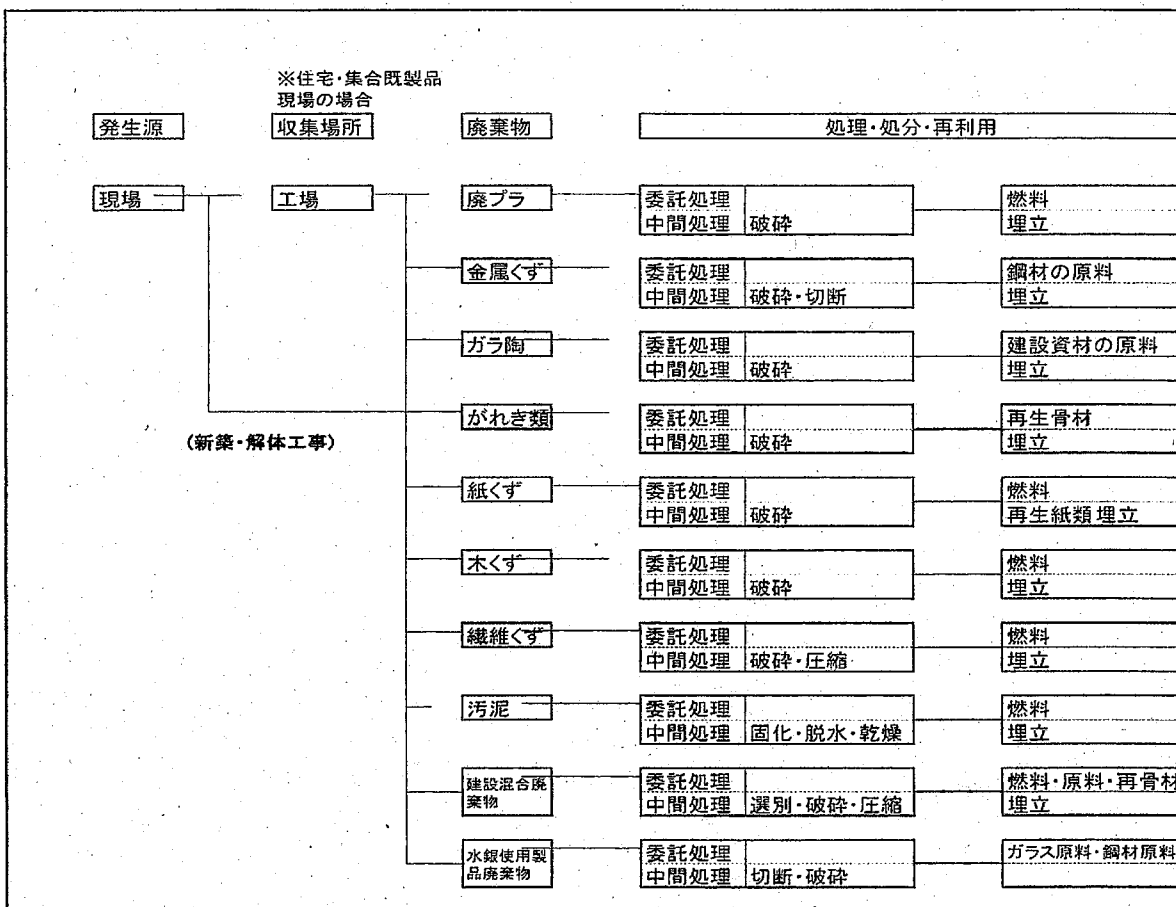 ※住宅・集合既製品
現場の場合
発生源 収集場所 廃棄物 処理・処分・再利用
現場 工場 廃プラ 委託処理 燃料
中間処理 破砕 埋立
金属くず 委託処理 鋼材の原料
中間処理 破砕・切断 埋立
ガラ陶 委託処理 建設資材の原料
中間処理 破砕 埋立
がれき類 委託処理 再生骨材
(新築・解体工事) 中間処理 破砕 埋立
紙くず 委託処理 燃料
中間処理 破砕 再生紙類 埋立
木くず 委託処理 燃料
中間処理 破砕 埋立
繊維くず 委託処理 燃料
中間処理 破砕・圧縮 埋立
汚泥 委託処理 燃料
中間処理 固化・脱水・乾燥 埋立
建設混合廃 委託処理 燃料・原料・再骨材
棄物 中間処理 選別・破砕・圧縮 埋立
水銀使用製 委託処理 ガラス原料・鋼材原料
品廃棄物 中間処理 切断・破砕